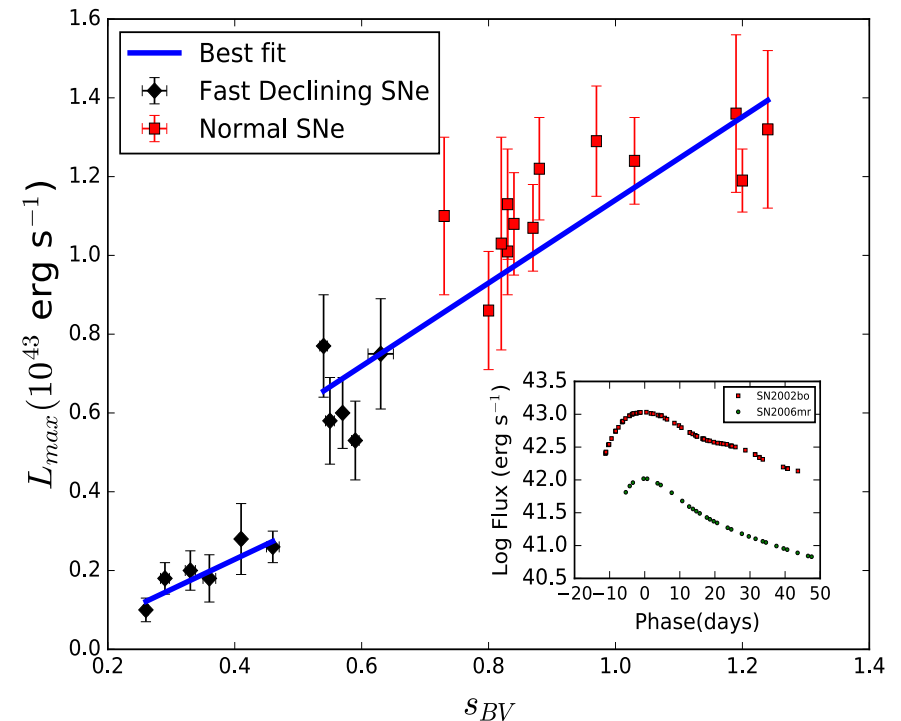 1.6
1.4
1.2
1.0
0.8
0.6
0.4
0.2
0.0
L_max(10^43 erg s^−1)
Best fit
Fast Declining SNe
Normal SNe
0.2 0.4 0.6 0.8 1.0 1.2 1.4
s_BV
43.5
43.0
42.5
42.0
41.5
41.0
40.5
Log Flux (erg s^−1)
SN2002bo
SN2006mr
−20 −10 0 10 20 30 40 50
Phase(days)